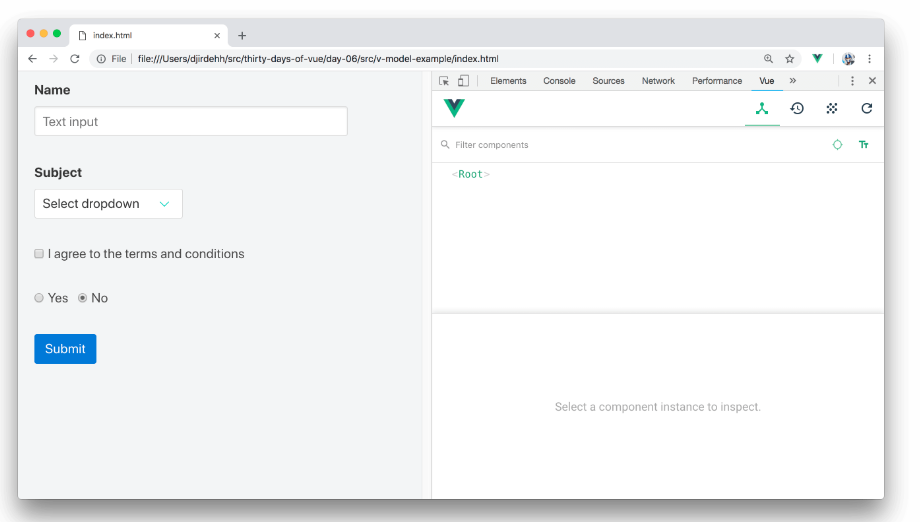 index.html
File | file:///Users/djirdehh/src/thirty-days-of-vue/day-06/src/v-model-example/index.html
Elements Console Sources Network Performance Vue »
Name
Text input
Filter components
Tт
<Root>
Subject
Select dropdown
I agree to the terms and conditions
Yes No
Submit
Select a component instance to inspect.